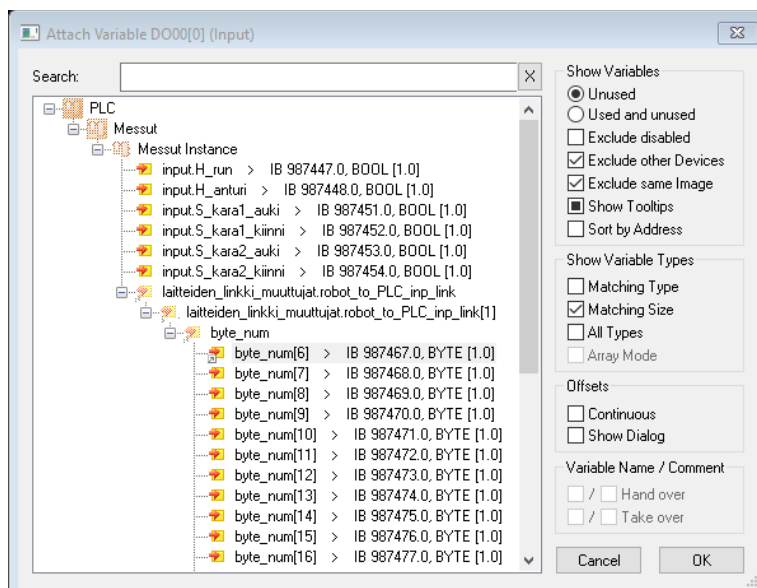 Attach Variable DO00[0] (Input)
Search:
X
PLC
Messut
Messut Instance
input.H_run > IB 987447.0, BOOL [1.0]
input.H_anturi > IB 987448.0, BOOL [1.0]
input.S_kara1_auki > IB 987451.0, BOOL [1.0]
input.S_kara1_kiinni > IB 987452.0, BOOL [1.0]
input.S_kara2_auki > IB 987453.0, BOOL [1.0]
input.S_kara2_kiinni > IB 987454.0, BOOL [1.0]
laitteiden_linkki_muuttujat.robot_to_PLC_inp_link
laitteiden_linkki_muuttujat.robot_to_PLC_inp_link[1]
byte_num
byte_num[6] > IB 987467.0, BYTE [1.0]
byte_num[7] > IB 987468.0, BYTE [1.0]
byte_num[8] > IB 987469.0, BYTE [1.0]
byte_num[9] > IB 987470.0, BYTE [1.0]
byte_num[10] > IB 987471.0, BYTE [1.0]
byte_num[11] > IB 987472.0, BYTE [1.0]
byte_num[12] > IB 987473.0, BYTE [1.0]
byte_num[13] > IB 987474.0, BYTE [1.0]
byte_num[14] > IB 987475.0, BYTE [1.0]
byte_num[15] > IB 987476.0, BYTE [1.0]
byte_num[16] > IB 987477.0, BYTE [1.0]
Show Variables
Unused
Used and unused
Exclude disabled
Exclude other Devices
Exclude same Image
Show Tooltips
Sort by Address
Show Variable Types
Matching Type
Matching Size
All Types
Array Mode
Offsets
Continuous
Show Dialog
Variable Name / Comment
/ Hand over
/ Take over
Cancel
OK